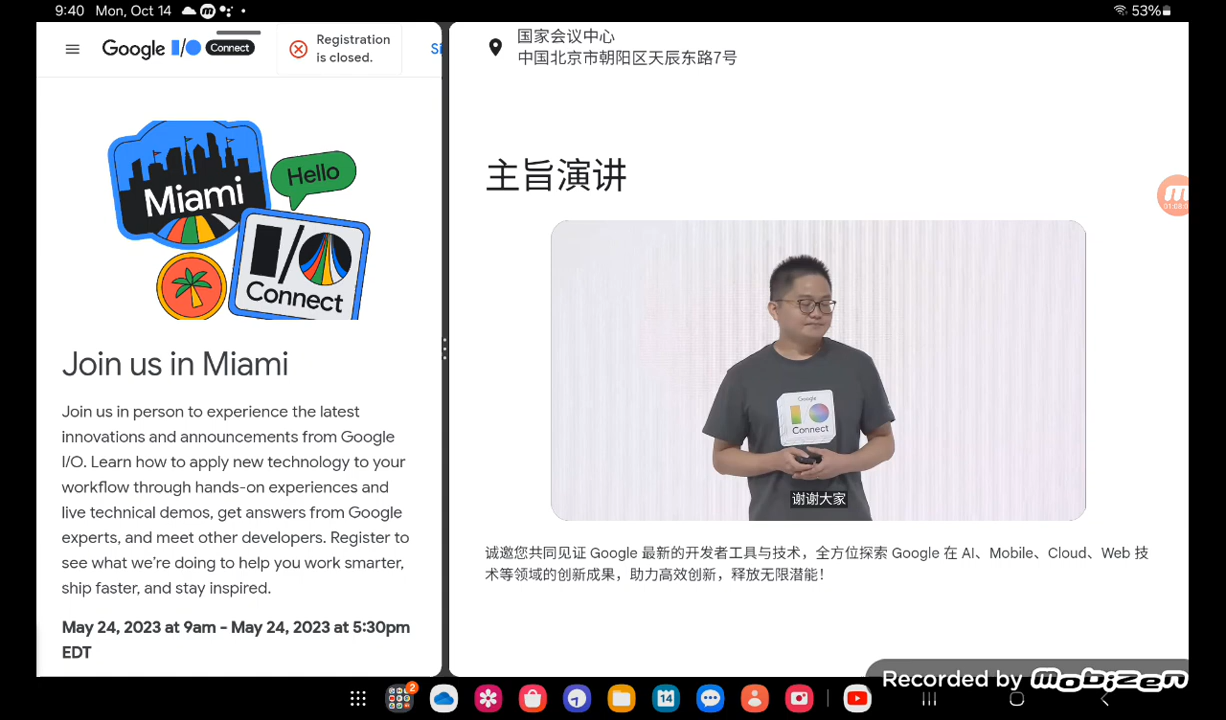 9:40 Mon, Oct 14
53%
Google I/O Connect
Registration
is closed.
Si
Miami
Hello
I/O
Connect
Join us in Miami
Join us in person to experience the latest
innovations and announcements from Google
I/O. Learn how to apply new technology to your
workflow through hands-on experiences and
live technical demos, get answers from Google
experts, and meet other developers. Register to
see what we're doing to help you work smarter,
ship faster, and stay inspired.
May 24, 2023 at 9am - May 24, 2023 at 5:30pm
EDT
国家会议中心
中国北京市朝阳区天辰东路7号
主旨演讲
Google
IO
Connect
谢谢大家
诚邀您共同见证 Google 最新的开发者工具与技术，全方位探索 Google 在 AI、Mobile、Cloud、Web 技
术等领域的创新成果，助力高效创新，释放无限潜能！
Recorded by mobizen
2
14